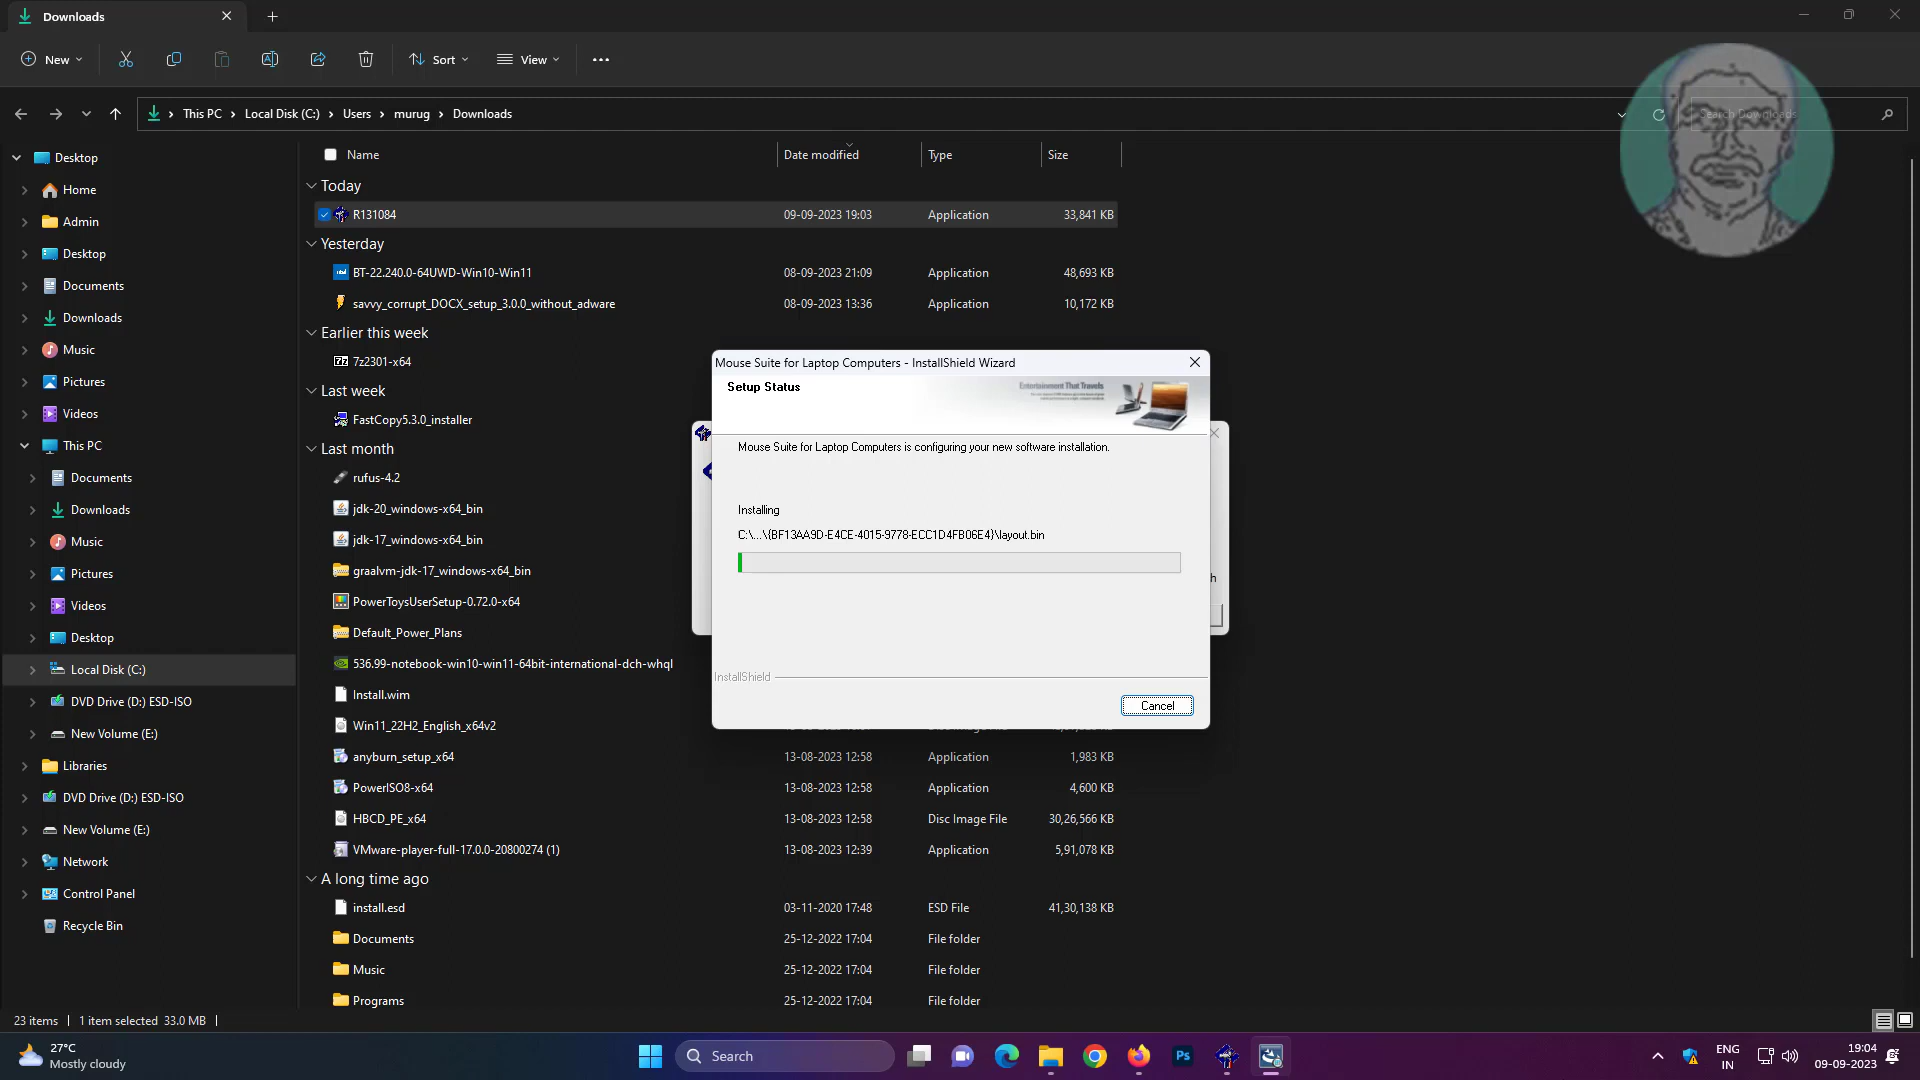 Downloads
New
Sort
View
This PC
Local Disk (C:)
Users
murug
Downloads
Search Downloads
Name
Date modified
Type
Size
Desktop
Home
Admin
Desktop
Documents
Downloads
Music
Pictures
Videos
This PC
Documents
Downloads
Music
Pictures
Videos
Desktop
Local Disk (C:)
DVD Drive (D:) ESD-ISO
New Volume (E:)
Libraries
DVD Drive (D:) ESD-ISO
New Volume (E:)
Network
Control Panel
Recycle Bin
Today
R131084 09-09-2023 19:03 Application 33,841 KB
Yesterday
BT-22.240.0-64UWD-Win10-Win11 08-09-2023 21:09 Application 48,693 KB
savvy_corrupt_DOCX_setup_3.0.0_without_adware 08-09-2023 13:36 Application 10,172 KB
Earlier this week
7z2301-x64
Last week
FastCopy5.3.0_installer
Last month
rufus-4.2
jdk-20_windows-x64_bin
jdk-17_windows-x64_bin
graalvm-jdk-17_windows-x64_bin
PowerToysUserSetup-0.72.0-x64
Default_Power_Plans
536.99-notebook-win10-win11-64bit-international-dch-whql
Install.wim
Win11_22H2_English_x64v2
anyburn_setup_x64 13-08-2023 12:58 Application 1,983 KB
PowerISO8-x64 13-08-2023 12:58 Application 4,600 KB
HBCD_PE_x64 13-08-2023 12:58 Disc Image File 30,26,566 KB
VMware-player-full-17.0.0-20800274 (1) 13-08-2023 12:39 Application 5,91,078 KB
A long time ago
install.esd 03-11-2020 17:48 ESD File 41,30,138 KB
Documents 25-12-2022 17:04 File folder
Music 25-12-2022 17:04 File folder
Programs 25-12-2022 17:04 File folder
Mouse Suite for Laptop Computers - InstallShield Wizard
Setup Status
Entertainment That Travels
Mouse Suite for Laptop Computers is configuring your new software installation.
Installing
C:\...\{BF13AA9D-E4CE-4015-9778-ECC1D4FB06E4}\layout.bin
InstallShield
Cancel
h
23 items
1 item selected 33.0 MB
27°C
Mostly cloudy
Search
Ps
ENG
IN
19:04
09-09-2023